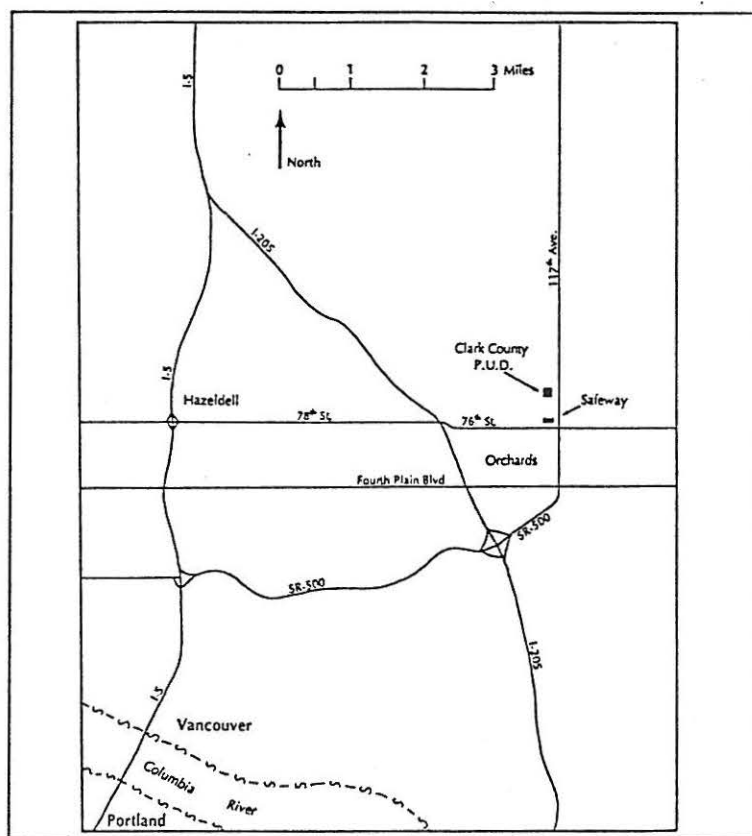 0 1 2 3 Miles
I-5
North
I-205
117th Ave.
Clark County
P.U.D.
I-5
Hazeldell
Safeway
78th St.
76th St.
Orchards
Fourth Plain Blvd
SR-500
SR-500
I-205
I-5
Vancouver
Columbia
River
Portland